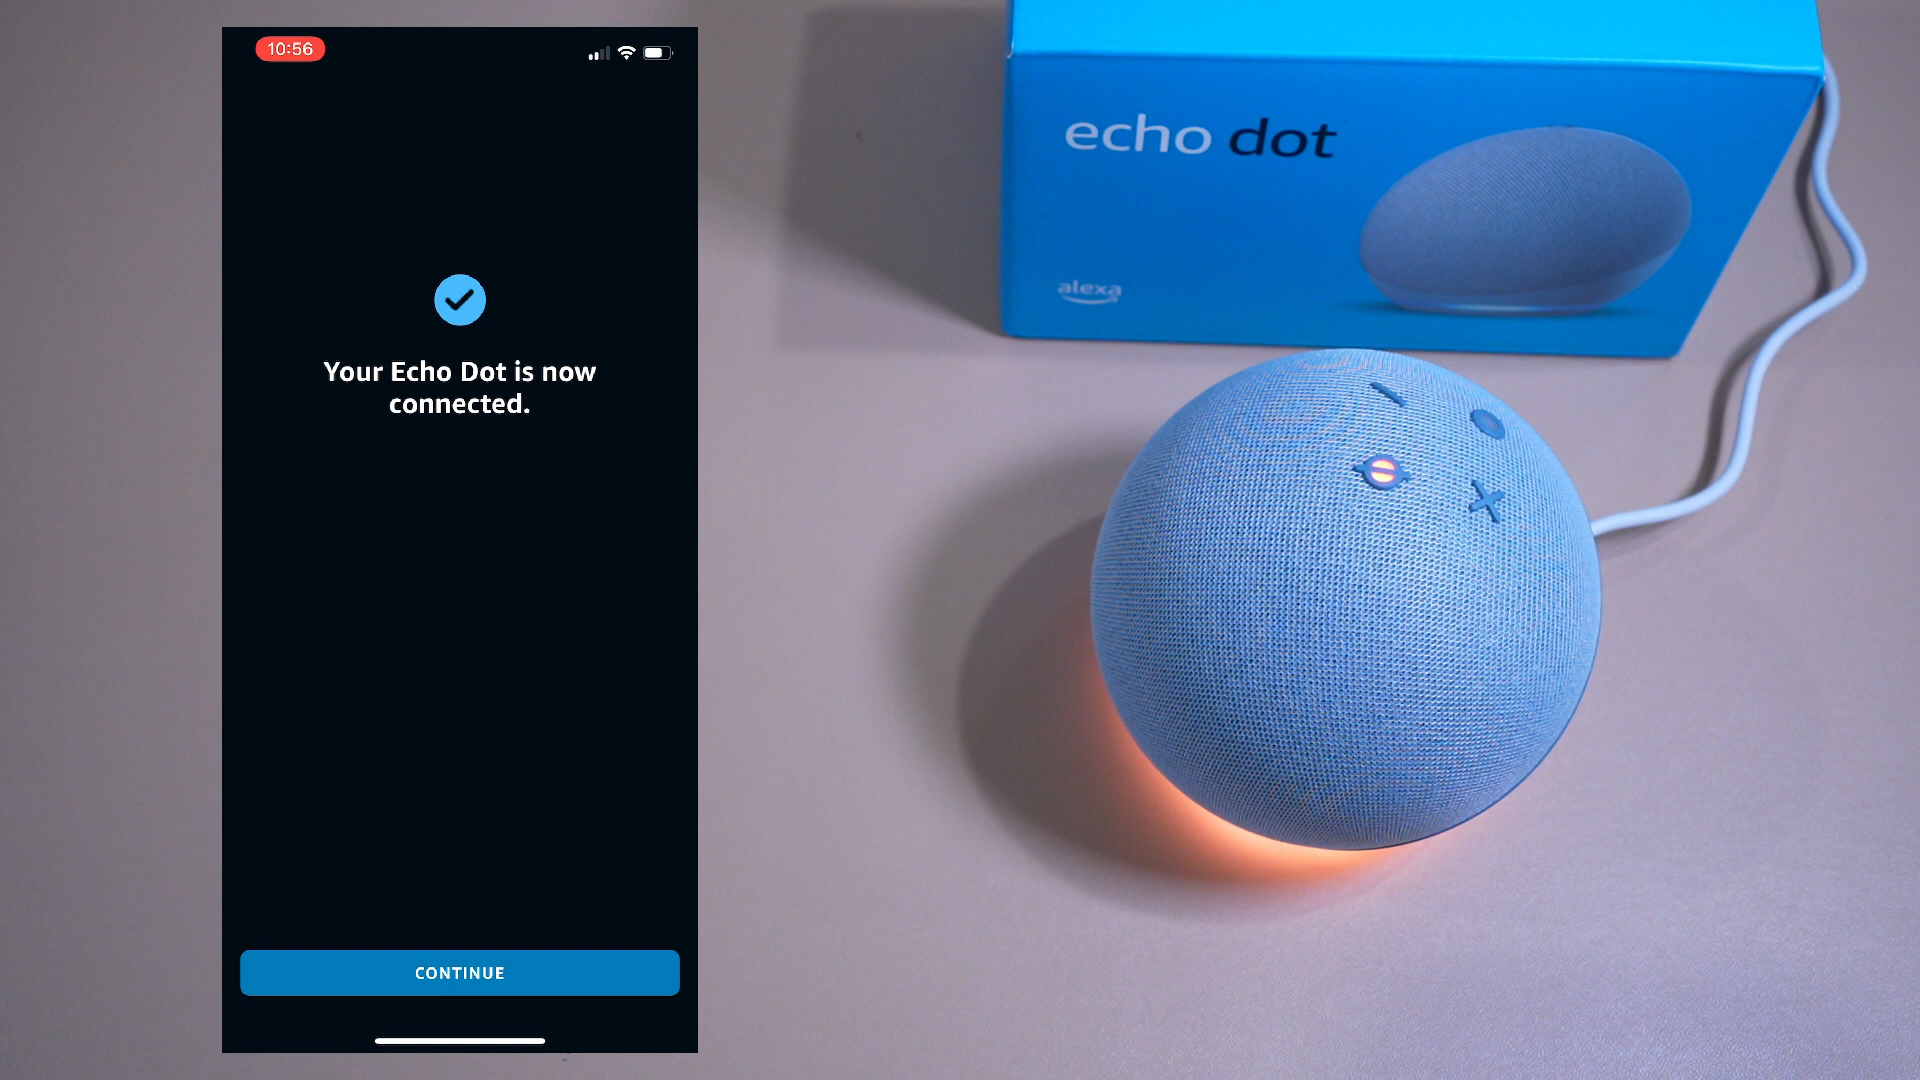 10:56
Your Echo Dot is now
connected.
CONTINUE
echo dot
alexa